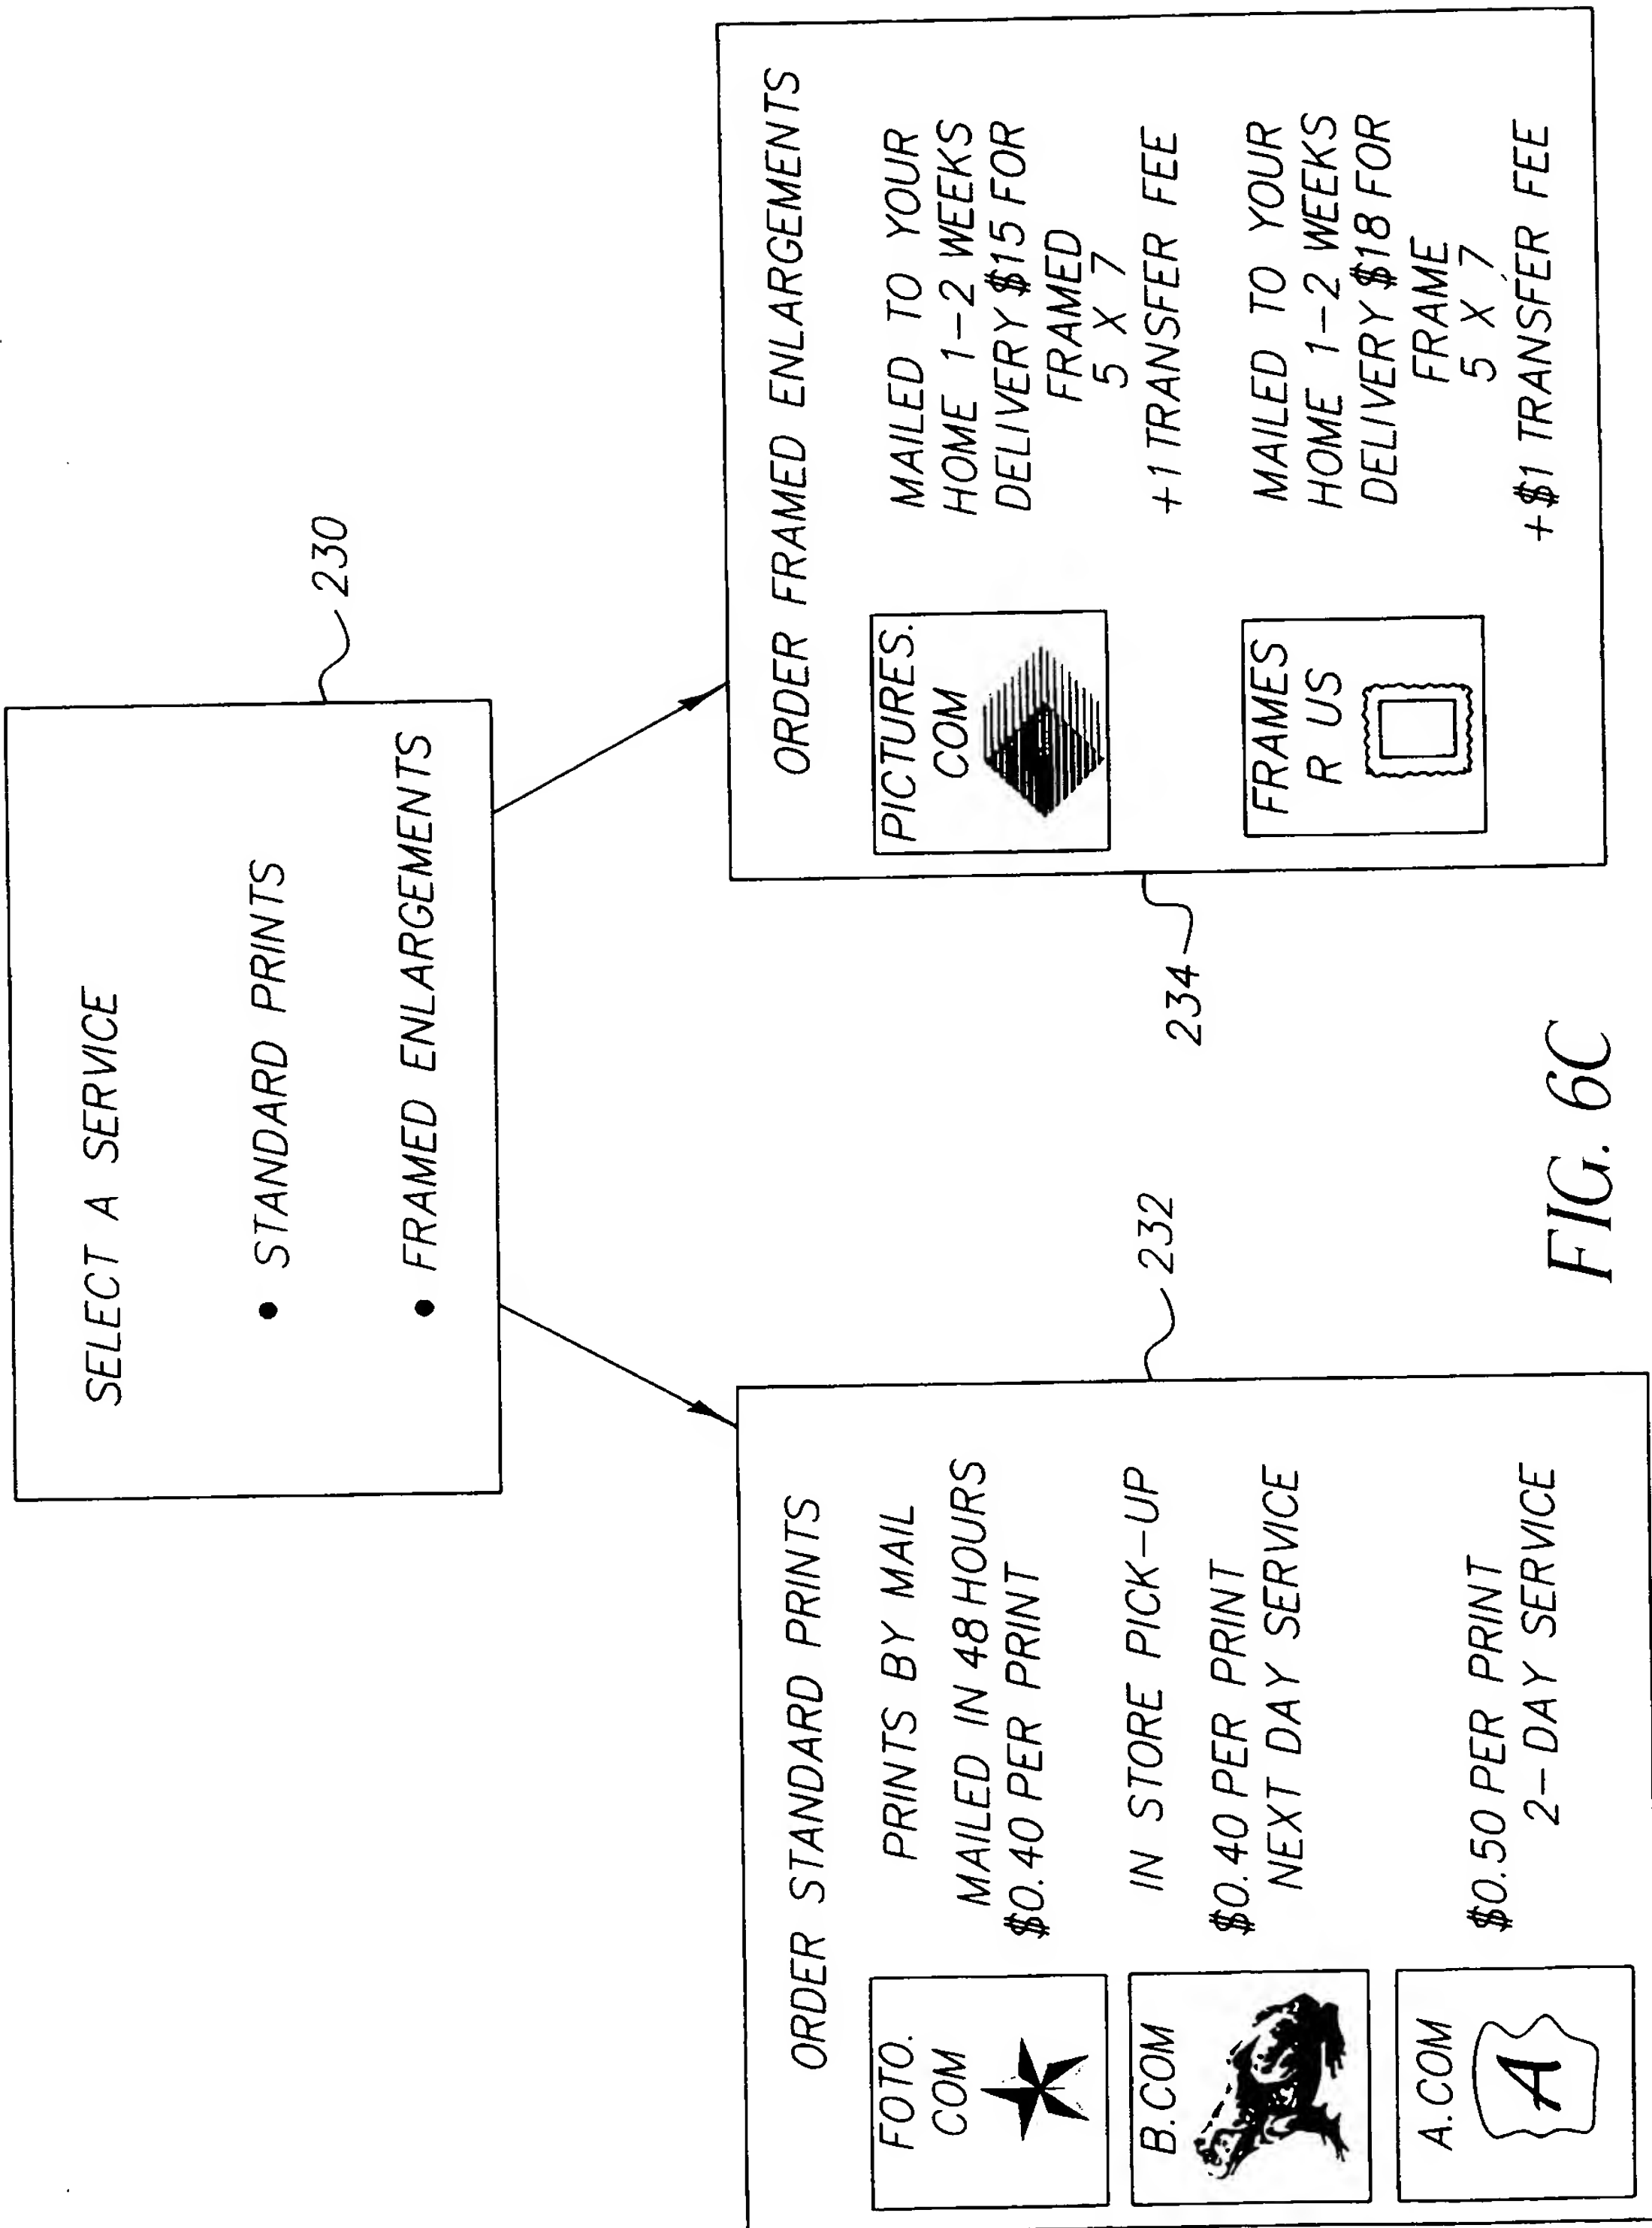 SELECT A SERVICE
• STANDARD PRINTS
• FRAMED ENLARGEMENTS
230
ORDER STANDARD PRINTS
FOTO.
COM
PRINTS BY MAIL
MAILED IN 48 HOURS
$0.40 PER PRINT
B.COM
IN STORE PICK-UP
$0.40 PER PRINT
NEXT DAY SERVICE
A.COM
A
$0.50 PER PRINT
2-DAY SERVICE
232
ORDER FRAMED ENLARGEMENTS
PICTURES.
COM
MAILED TO YOUR
HOME 1-2 WEEKS
DELIVERY $15 FOR
FRAMED
5 X 7
+1 TRANSFER FEE
FRAMES
R US
MAILED TO YOUR
HOME 1-2 WEEKS
DELIVERY $18 FOR
FRAME
5 X 7
+$1 TRANSFER FEE
234
FIG. 6C